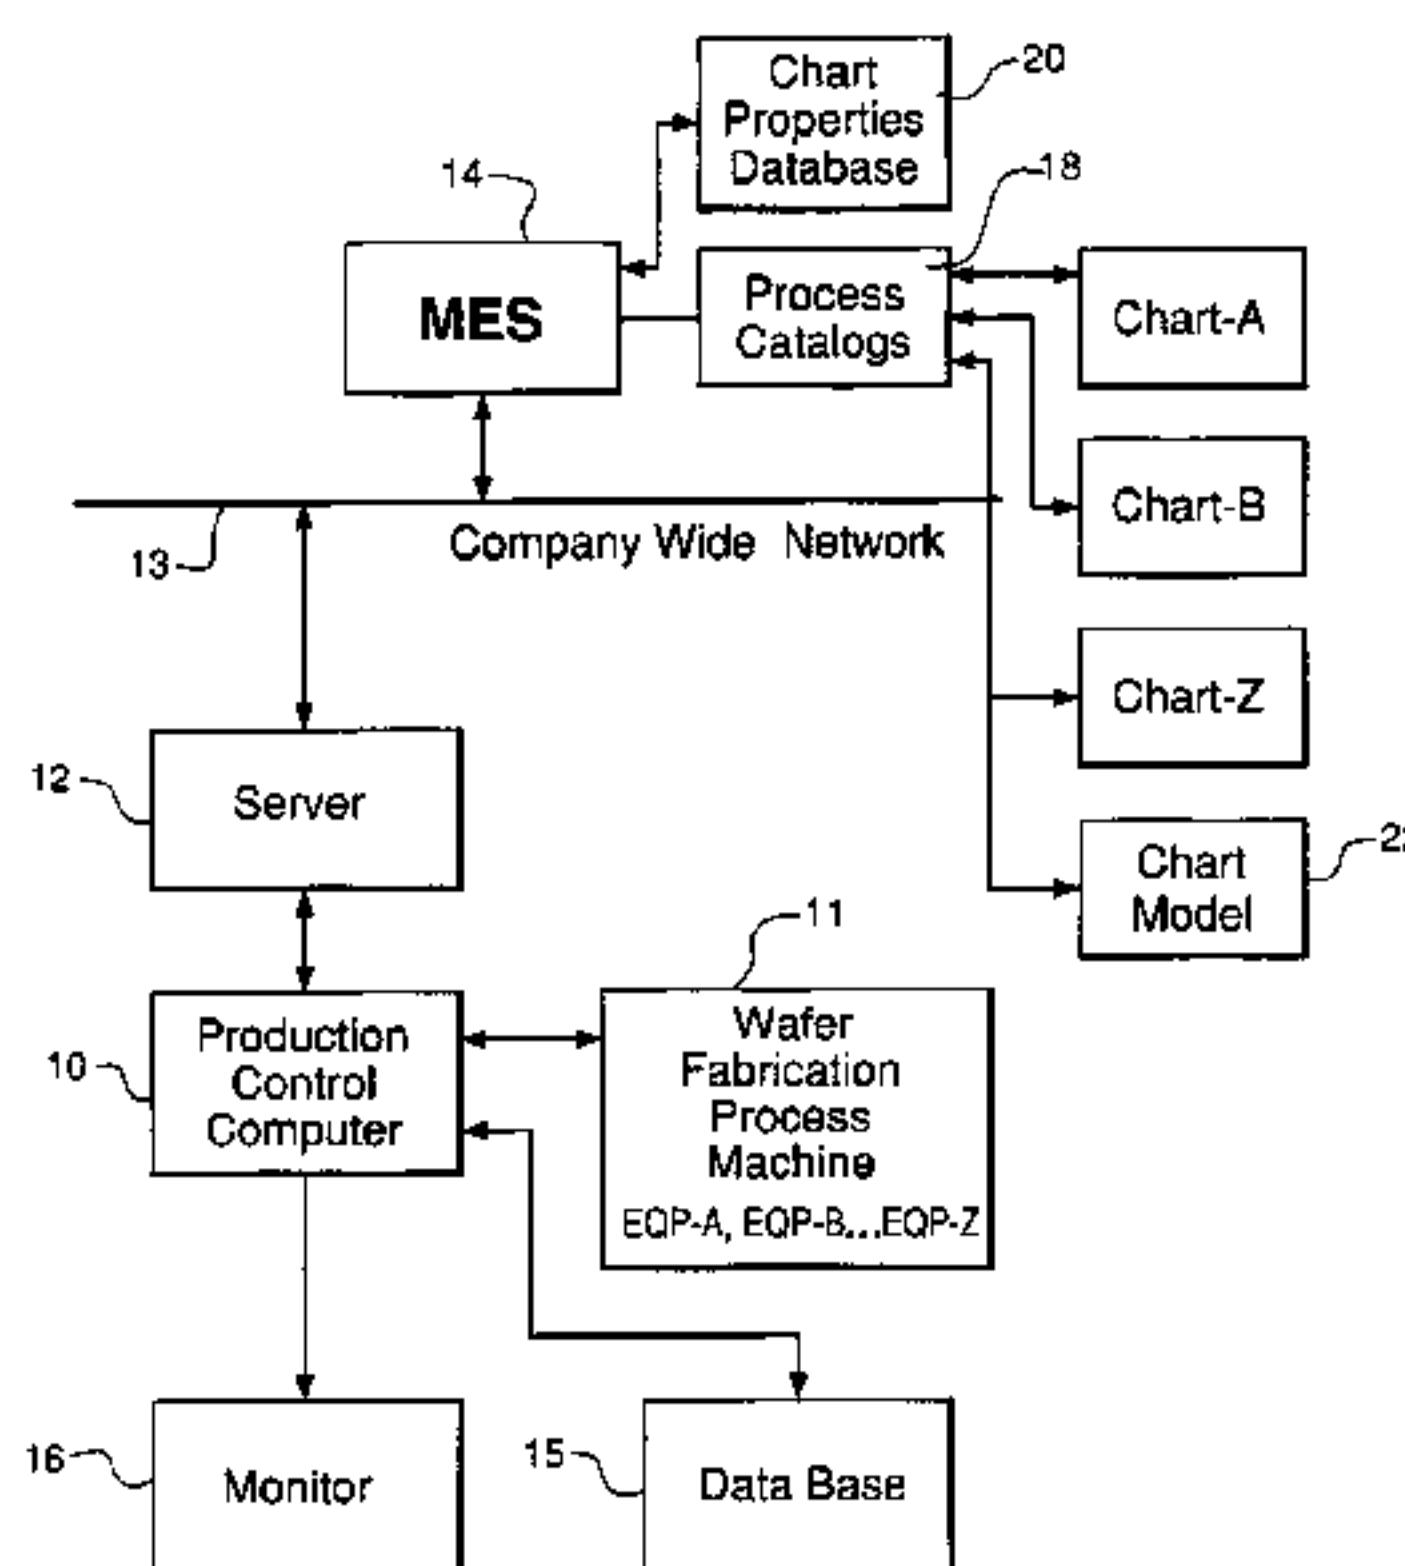 Chart
Properties
Database
20
14
18
MES
Process
Catalogs
Chart-A
Chart-B
Company Wide Network
13
Chart-Z
12
Server
Chart
Model
11
10
Production
Control
Computer
Wafer
Fabrication
Process
Machine
EQP-A, EQP-B...EQP-Z
16
Monitor
15
Data Base